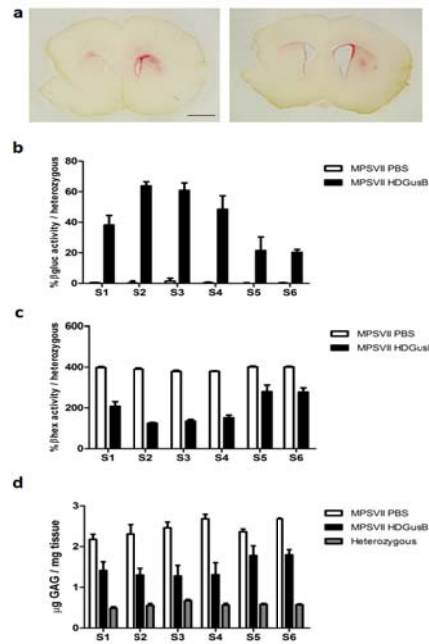 a
b
% βgluc activity / heterozygous
80
60
40
20
0
S1 S2 S3 S4 S5 S6
MPSVII PBS
MPSVII HDGusB
c
% βhex activity / heterozygous
600
400
200
0
S1 S2 S3 S4 S5 S6
MPSVII PBS
MPSVII HDGusB
d
µg GAG / mg tissue
3
2
1
0
S1 S2 S3 S4 S5 S6
MPSVII PBS
MPSVII HDGusB
Heterozygous